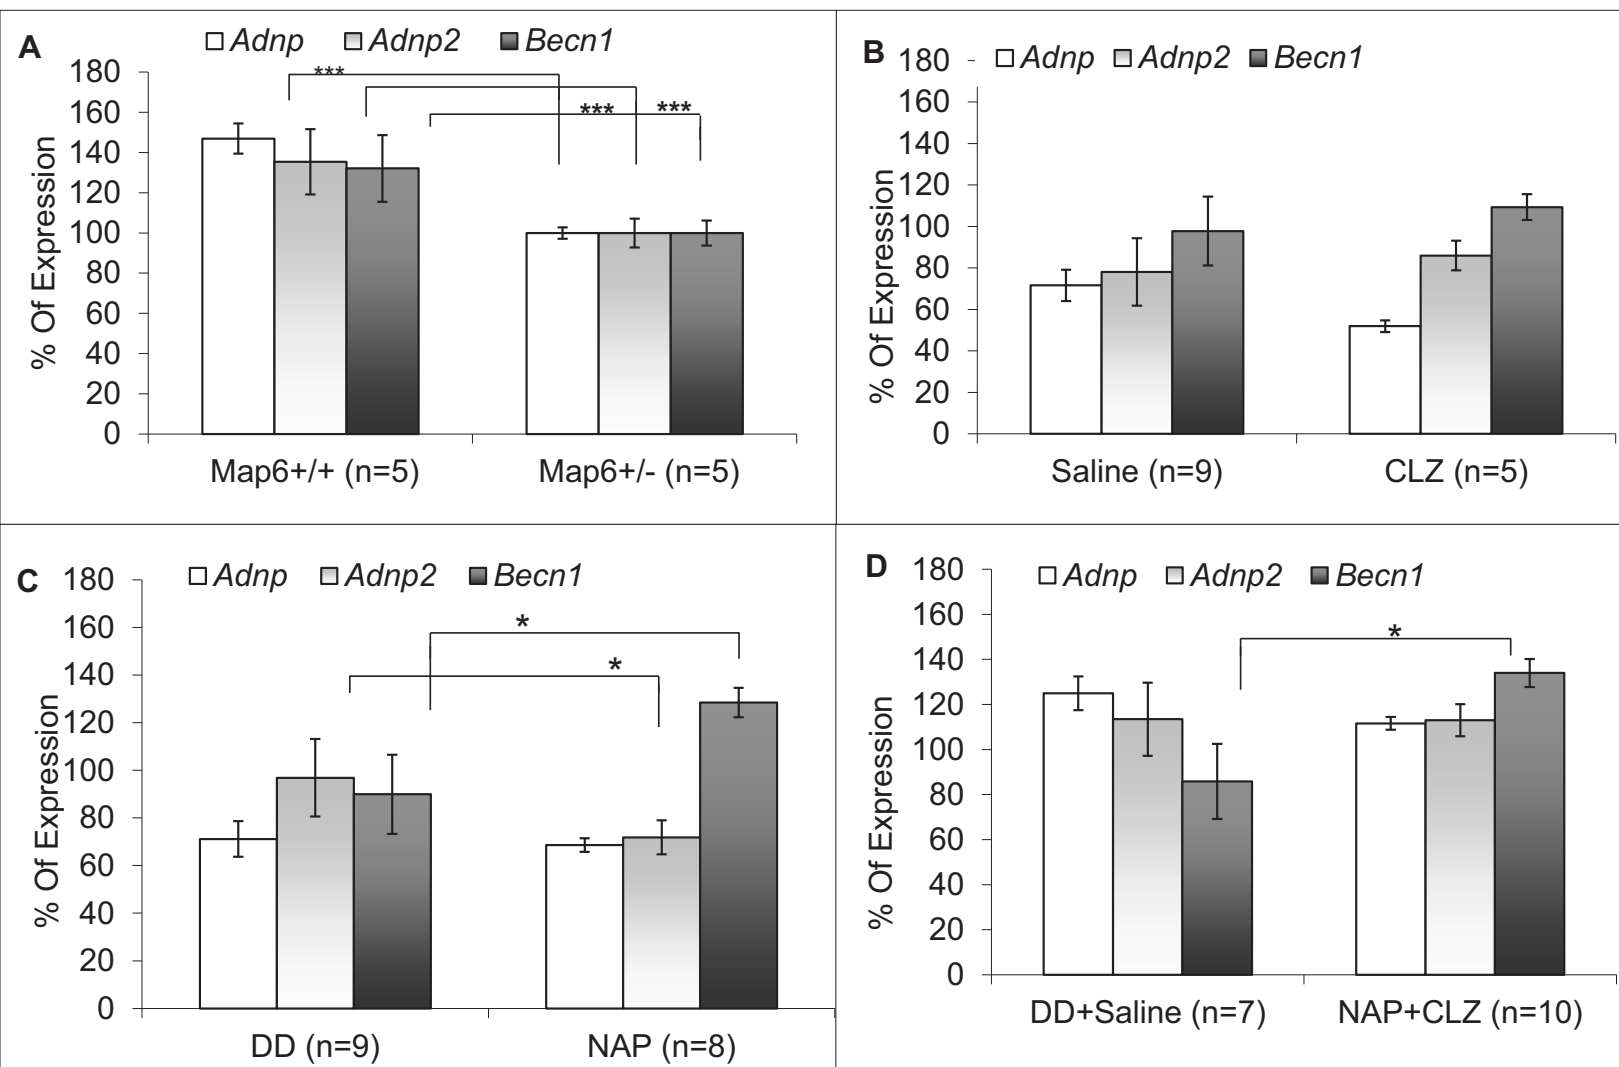 A
Adnp Adnp2 Becn1
180
160
140
120
100
80
60
40
20
0
% Of Expression
***
*** ***
Map6+/+ (n=5) Map6+/- (n=5)
B
Adnp Adnp2 Becn1
180
160
140
120
100
80
60
40
20
0
% Of Expression
Saline (n=9) CLZ (n=5)
C
Adnp Adnp2 Becn1
180
160
140
120
100
80
60
40
20
0
% Of Expression
*
*
DD (n=9) NAP (n=8)
D
Adnp Adnp2 Becn1
180
160
140
120
100
80
60
40
20
0
% Of Expression
*
DD+Saline (n=7) NAP+CLZ (n=10)